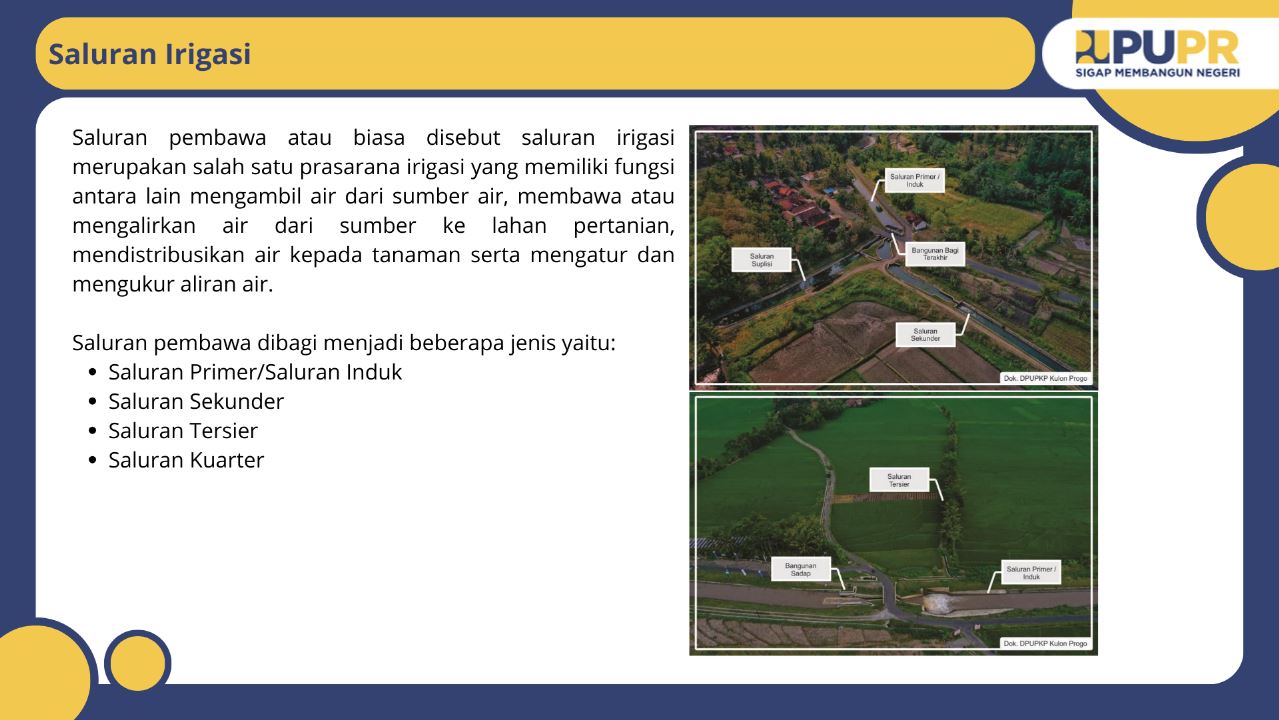 Saluran Irigasi
PUPR
SIGAP MEMBANGUN NEGERI
Saluran pembawa atau biasa disebut saluran irigasi
merupakan salah satu prasarana irigasi yang memiliki fungsi
antara lain mengambil air dari sumber air, membawa atau
mengalirkan air dari sumber ke lahan pertanian,
mendistribusikan air kepada tanaman serta mengatur dan
mengukur aliran air.
Saluran pembawa dibagi menjadi beberapa jenis yaitu:
• Saluran Primer/Saluran Induk
• Saluran Sekunder
• Saluran Tersier
• Saluran Kuarter
Saluran Primer /
Induk
Bangunan Bagi
Terakhir
Saluran
Suplisi
Saluran
Sekunder
Dok. DPUPKP Kulon Progo
Saluran
Tersier
Bangunan
Sadap
Saluran Primer /
Induk
Dok. DPUPKP Kulon Progo